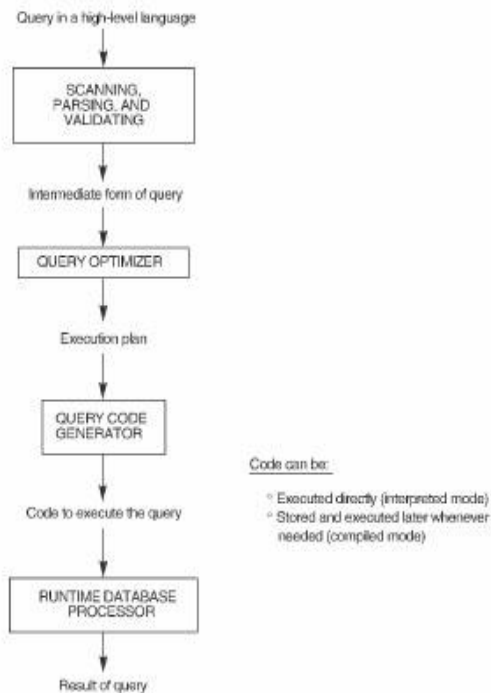 Query in a high-level language
SCANNING,
PARSING, AND
VALIDATING
Intermediate form of query
QUERY OPTIMIZER
Execution plan
QUERY CODE
GENERATOR
Code can be:
° Executed directly (interpreted mode)
° Stored and executed later whenever
needed (compiled mode)
Code to execute the query
RUNTIME DATABASE
PROCESSOR
Result of query